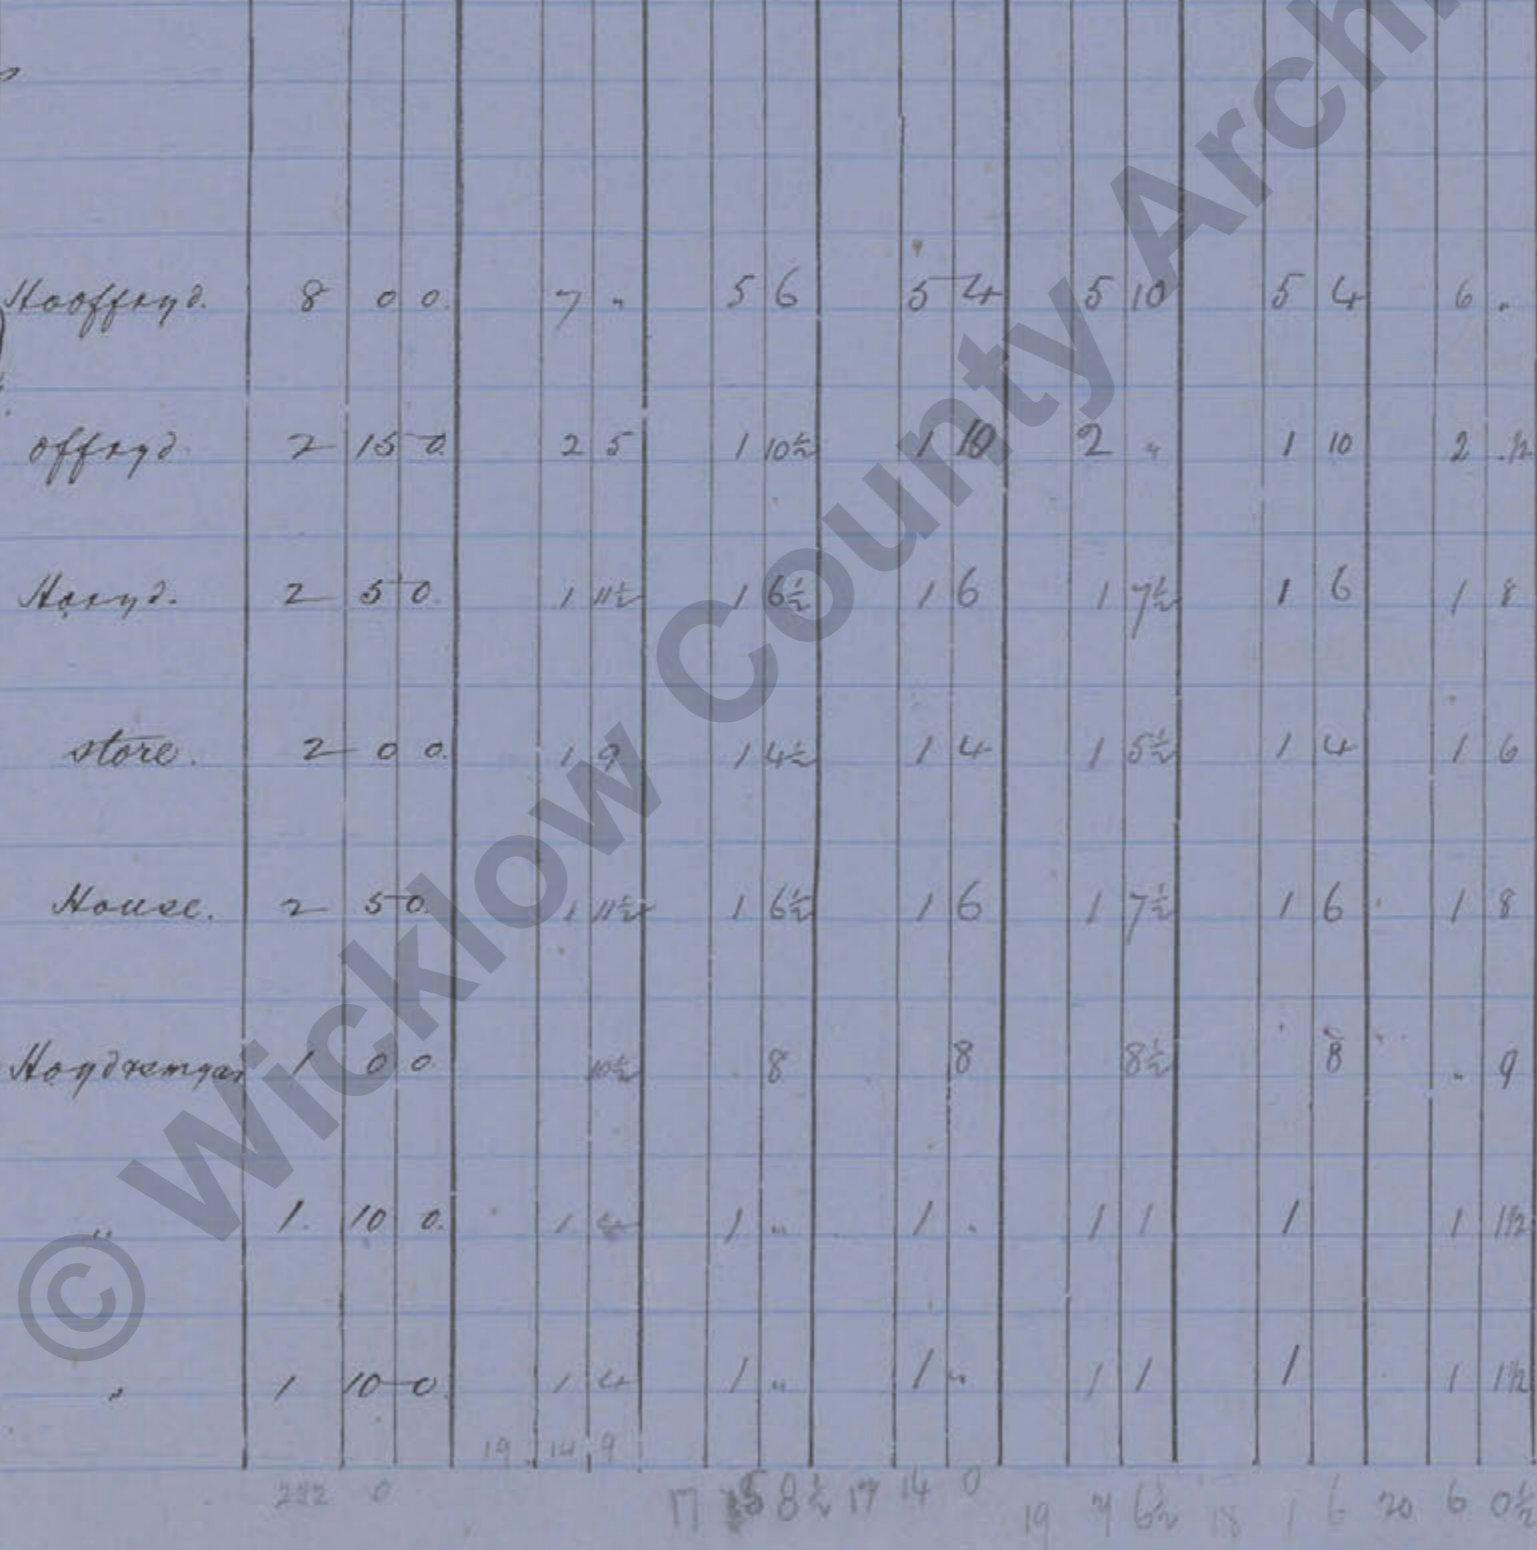 Hooffsyd. 8 0 0. 7 " 5 6 5 4 5 10 5 4 6 "
offsyd 2 15 0. 2 5 1 10½ 1 10 2 " 1 10 2 .½
Hosyd. 2 5 0. 1 11½ 1 6½ 1 6 1 7½ 1 6 1 8
store. 2 0 0. 1 9 1 4½ 1 4 1 5½ 1 4 1 6
House. 2 5 0. 1 11½ 1 6½ 1 6 1 7½ 1 6 1 8
1 0 0. 10½ 8 8 8½ 8 " 9
" 1. 10 0. 1 4 1 " 1 " 1 1 1 1 1½
" 1 10 0. 1 4 1 " 1 " 1 1 1 1 1½
19 14 9
222 0 17 15 8½ 17 14 0 19 7 6½ 18 1 6 20 6 0½
© Wicklow County Archi